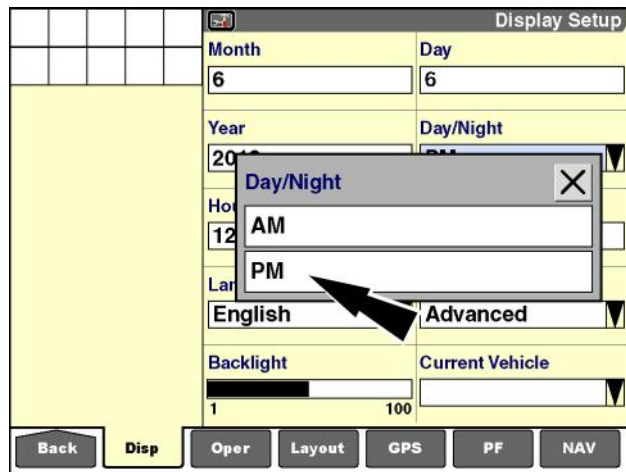 Display Setup
Month
Day
6
6
Year
Day/Night
Day/Night
AM
12
PM
English
Advanced
Backlight
Current Vehicle
1
100
Back
Disp
Oper
Layout
GPS
PF
NAV